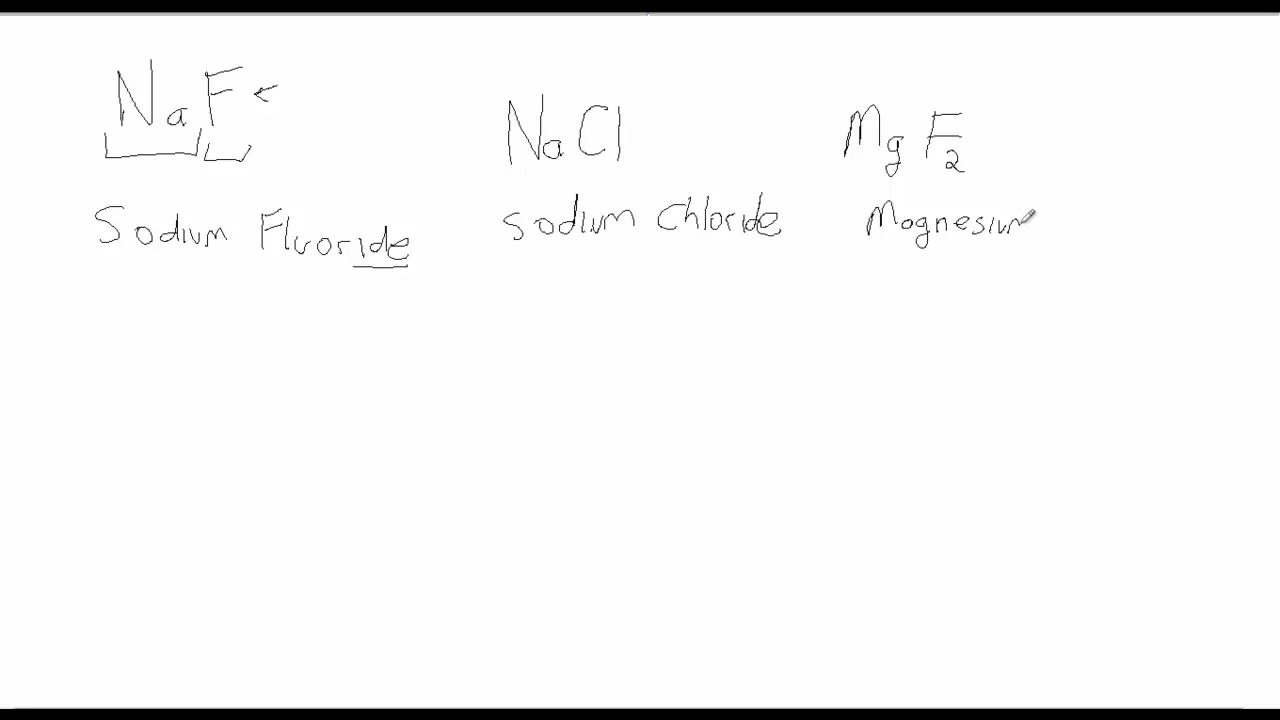 NaF
NaCl
MgF2
Sodium Fluoride
Sodium Chloride
Magnesium